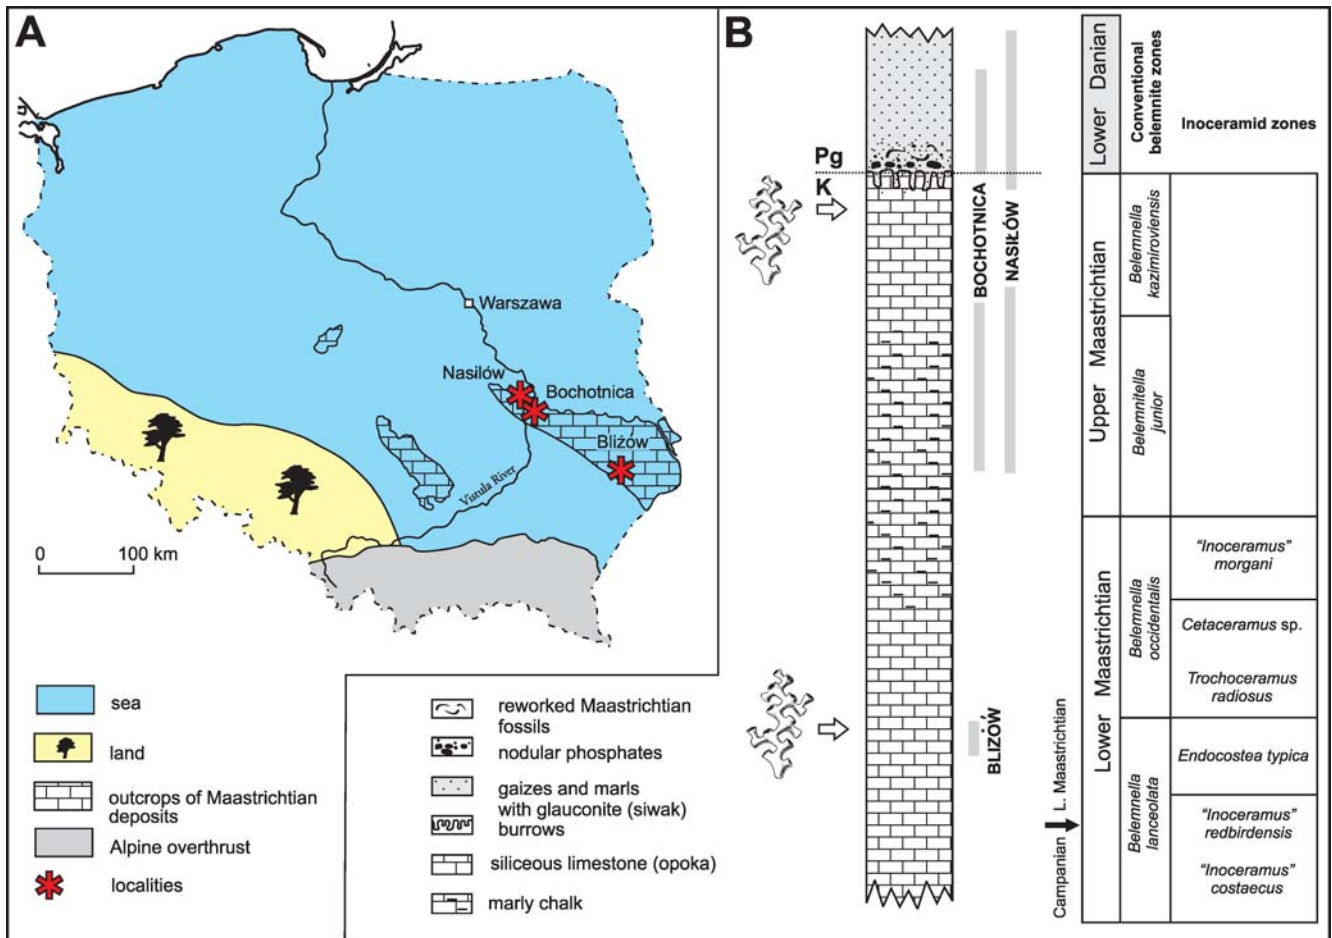 A
Warszawa
Nasiłów
Bochotnica
Bliżów
Vistula River
0 100 km
sea
land
outcrops of Maastrichtian
deposits
Alpine overthrust
localities
reworked Maastrichtian
fossils
nodular phosphates
gaizes and marls
with glauconite (siwak)
burrows
siliceous limestone (opoka)
marly chalk
B
Pg
K
BOCHOTNICA
NASIŁÓW
BLIŻÓW
Lower Danian
Conventional
belemnite zones
Inoceramid zones
Upper Maastrichtian
Belemnella
kazimiroviensis
Belemnitella
junior
Lower Maastrichtian
Belemnella
occidentalis
Belemnella
lanceolata
"Inoceramus"
morgani
Cetaceramus sp.
Trochoceramus
radiosus
Endocostea typica
"Inoceramus"
redbirdensis
"Inoceramus"
costaecus
Campanian
L. Maastrichtian